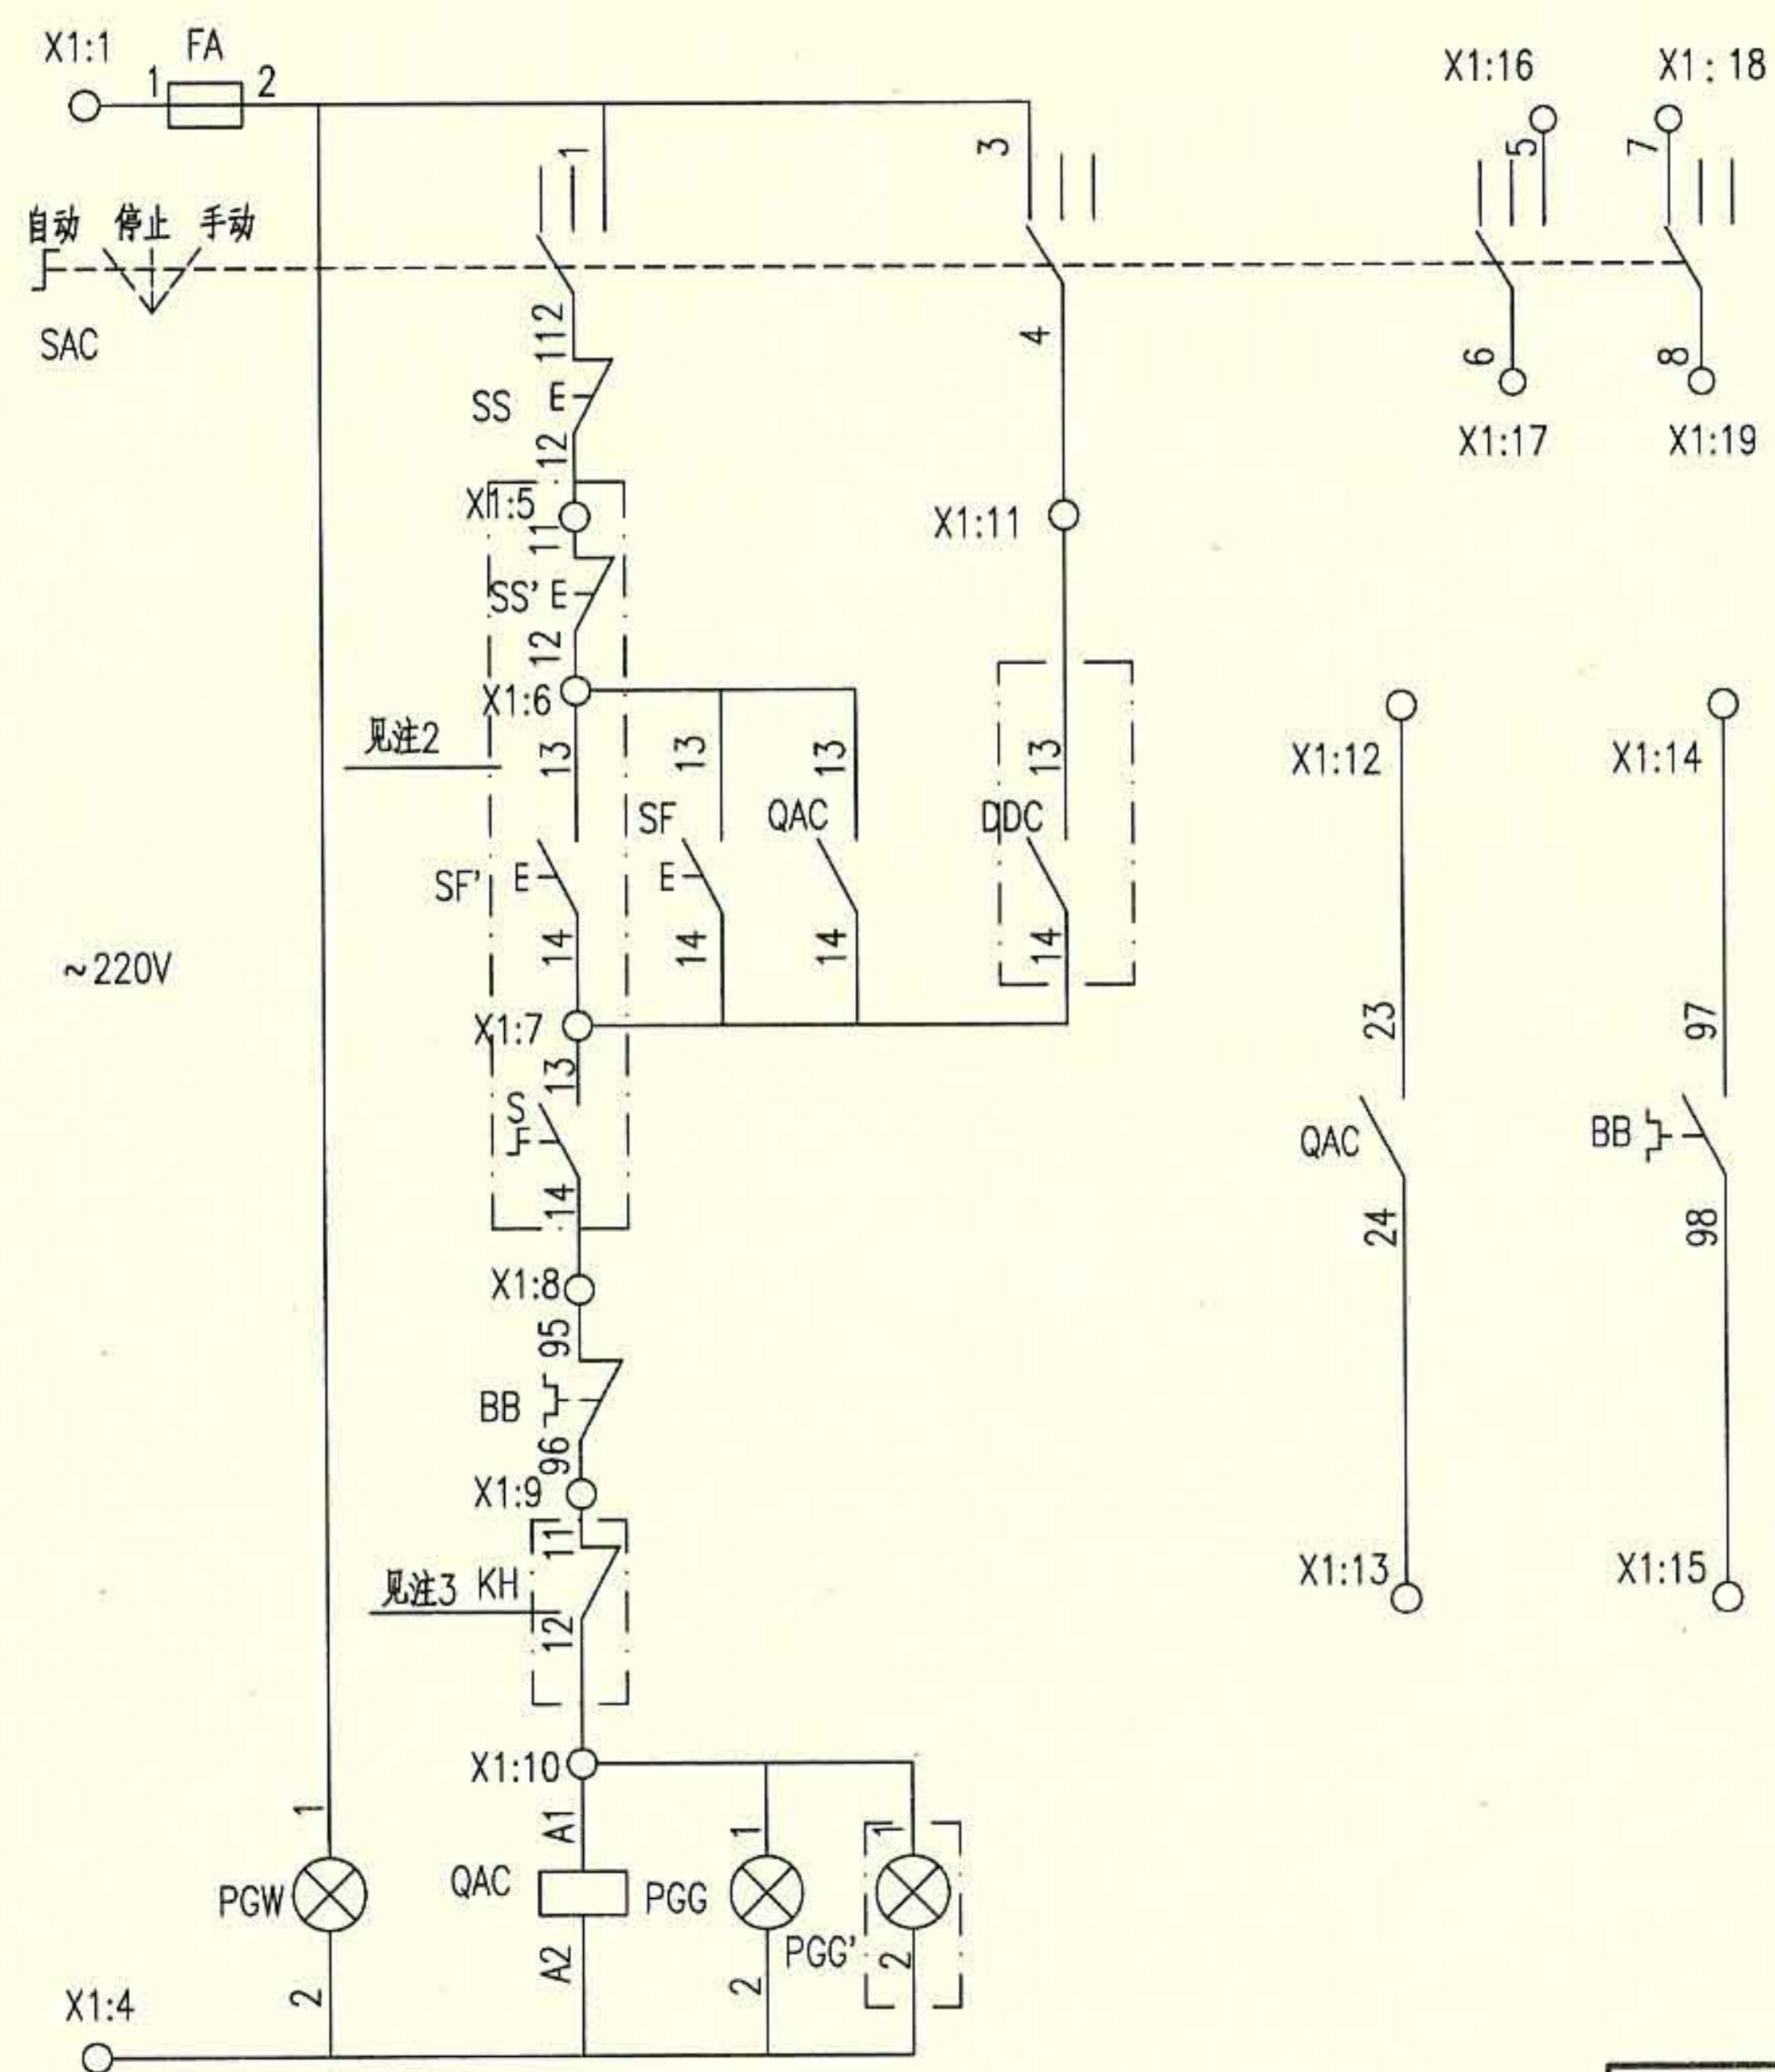 X1:1
FA
1
2
X1:16
X1:18
1
3
5
7
自动 停止 手动
SAC
112
4
6
8
X1:17
X1:19
SS
E
12
X1:5
11
X1:11
SS'
E
12
X1:6
见注2
13
13
13
13
X1:12
X1:14
SF
QAC
DDC
SF'
E
E
14
14
14
14
~220V
X1:7
23
97
13
S
QAC
BB
14
24
98
X1:8
95
BB
96
X1:9
11
见注3
KH
12
X1:13
X1:15
X1:10
1
A1
1
1
PGW
QAC
PGG
PGG'
2
A2
2
2
X1:4